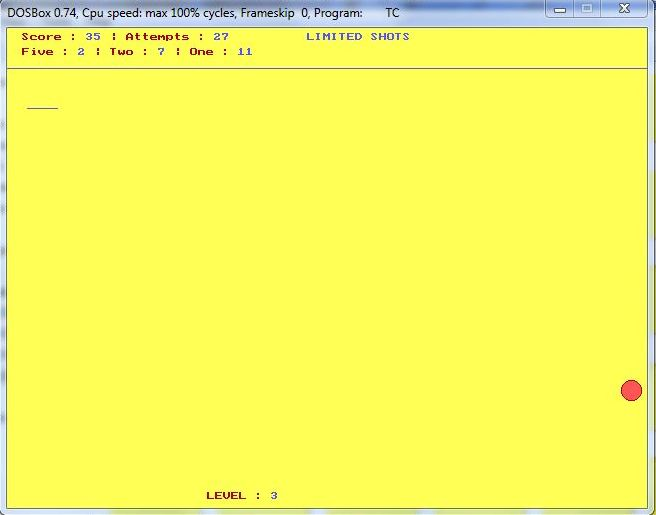 DOSBox 0.74, Cpu speed: max 100% cycles, Frameskip 0, Program: TC
Score : 35 ¦ Attempts : 27 LIMITED SHOTS
Five : 2 ¦ Two : 7 ¦ One : 11
LEVEL : 3